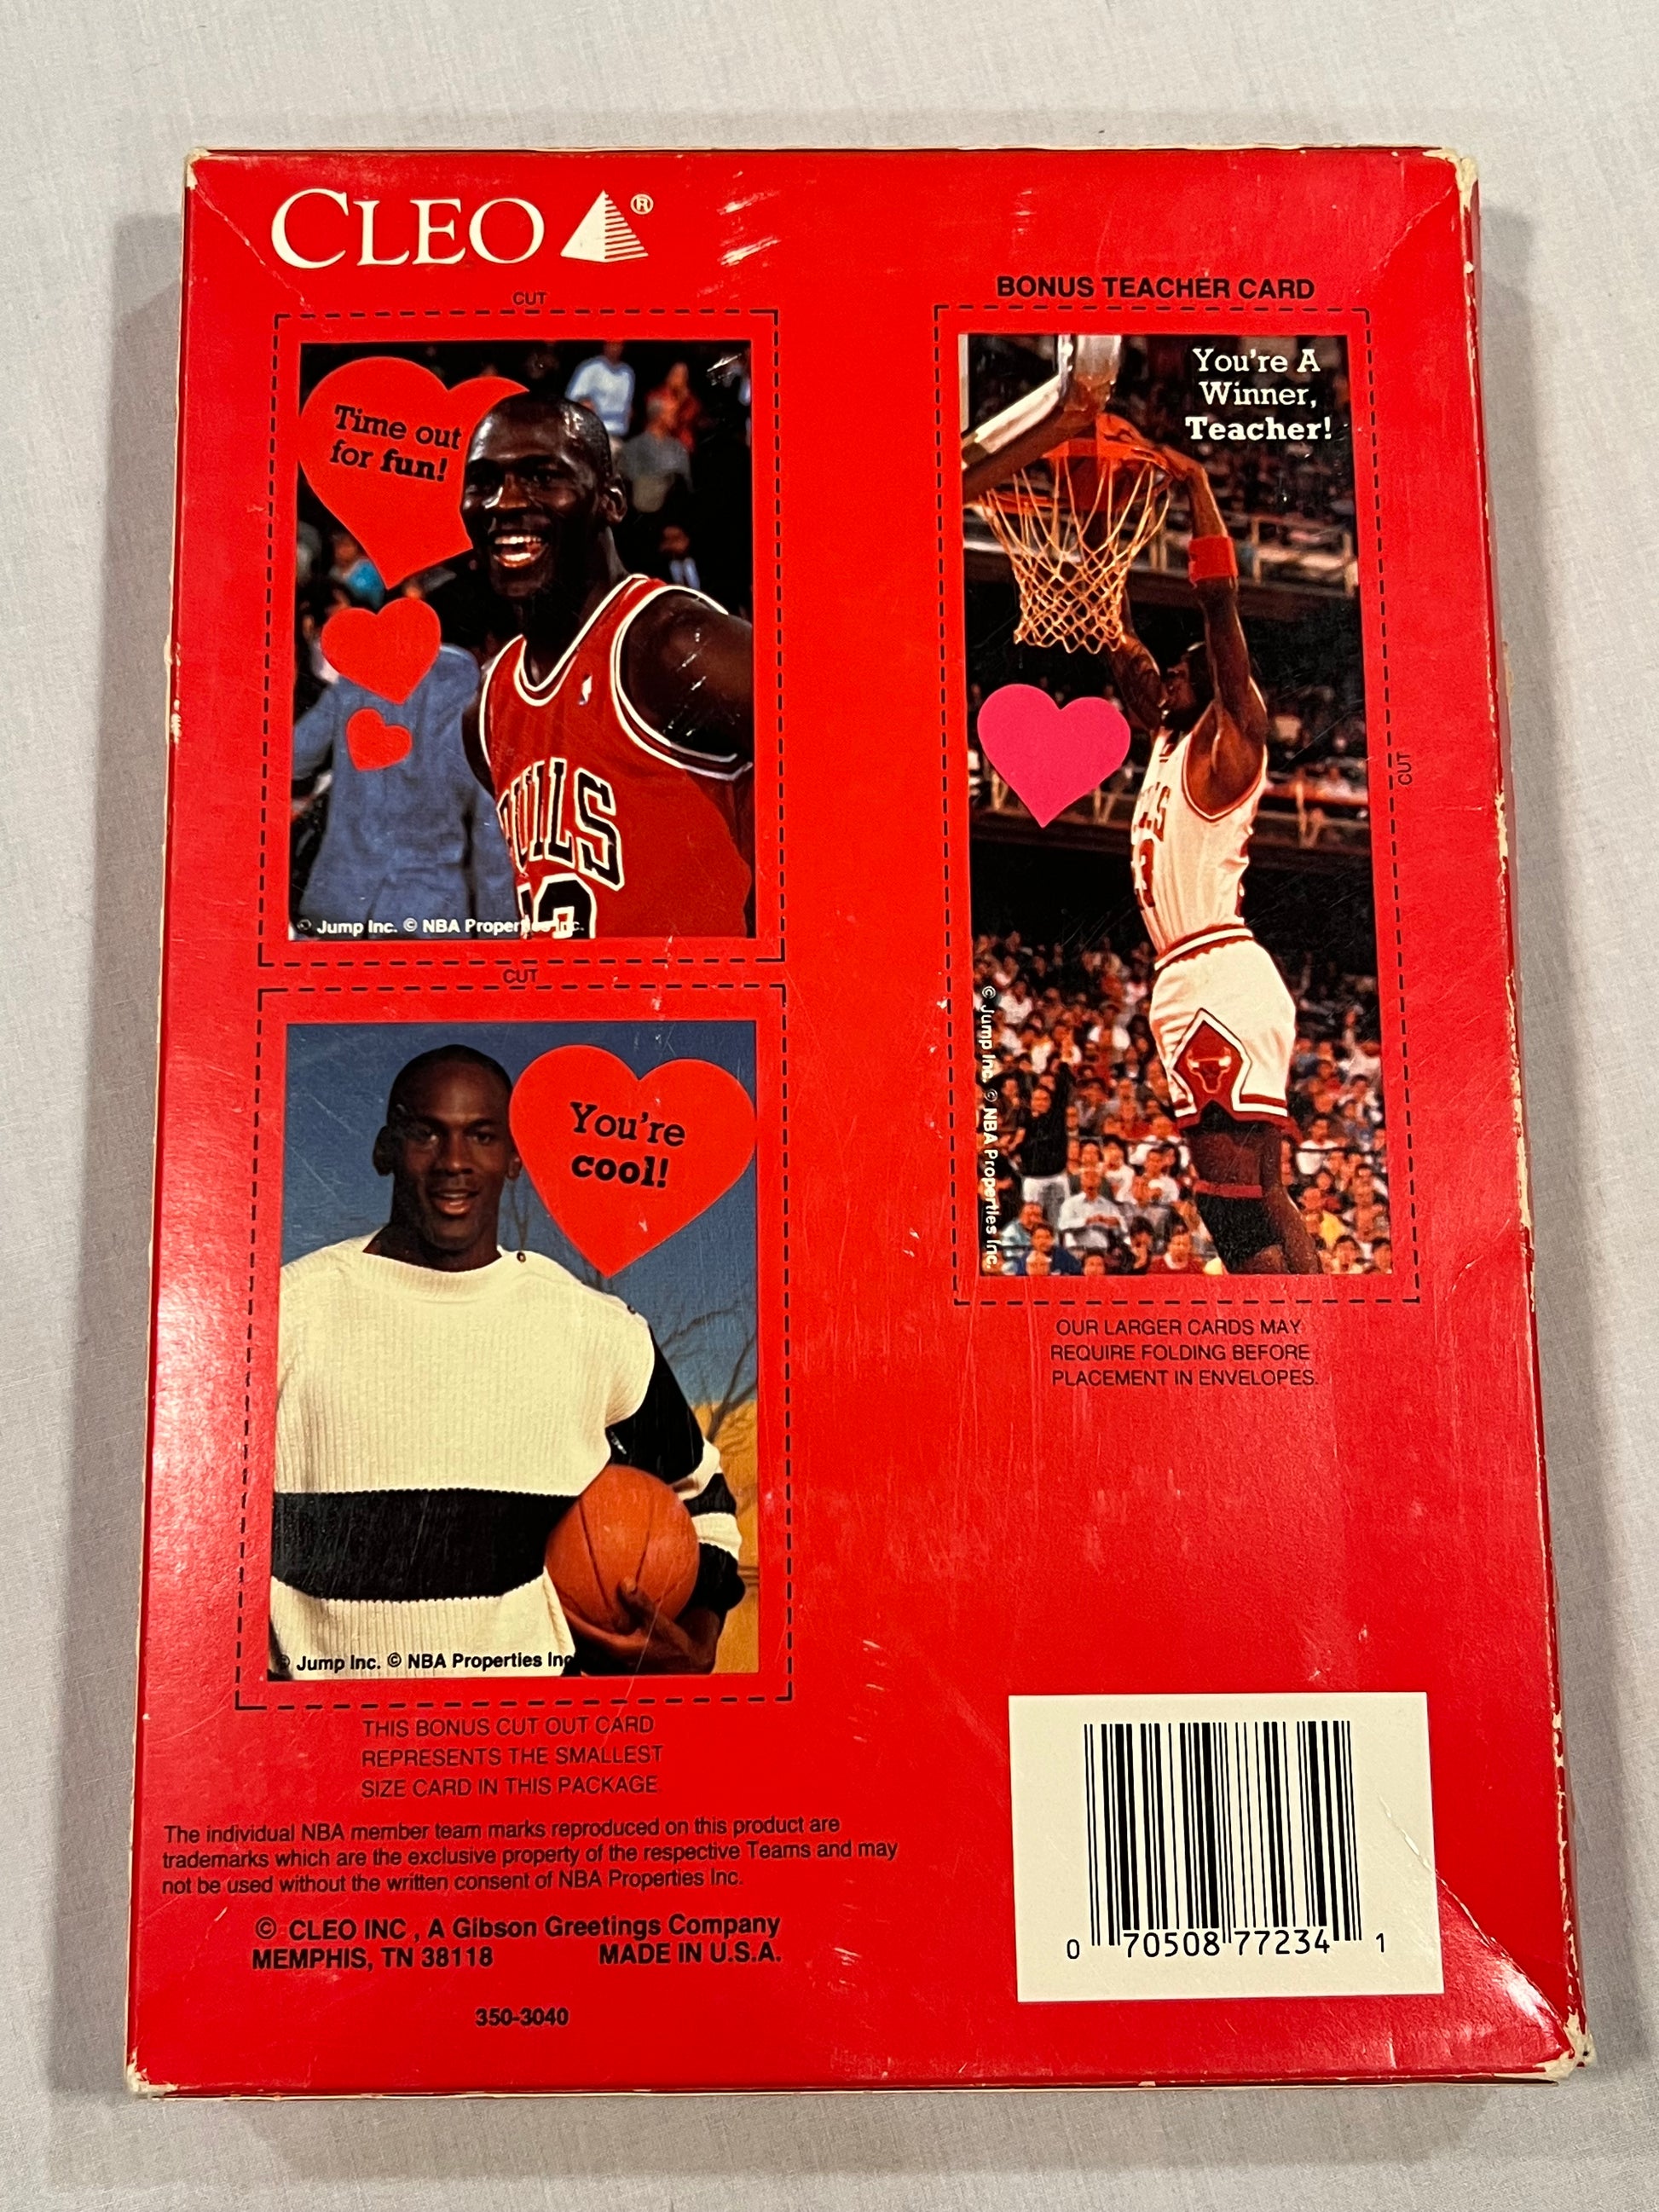 CLEO ®
CUT
Time out
for fun!
© Jump Inc. © NBA Properties Inc.
BULLS
CUT
You're
cool!
© Jump Inc. © NBA Properties Inc
THIS BONUS CUT OUT CARD
REPRESENTS THE SMALLEST
SIZE CARD IN THIS PACKAGE
BONUS TEACHER CARD
You're A
Winner,
Teacher!
CUT
© Jump Inc. © NBA Properties Inc.
OUR LARGER CARDS MAY
REQUIRE FOLDING BEFORE
PLACEMENT IN ENVELOPES.
The individual NBA member team marks reproduced on this product are
trademarks which are the exclusive property of the respective Teams and may
not be used without the written consent of NBA Properties Inc.
© CLEO INC , A Gibson Greetings Company
MEMPHIS, TN 38118 MADE IN U.S.A.
350-3040
0 70508 77234 1